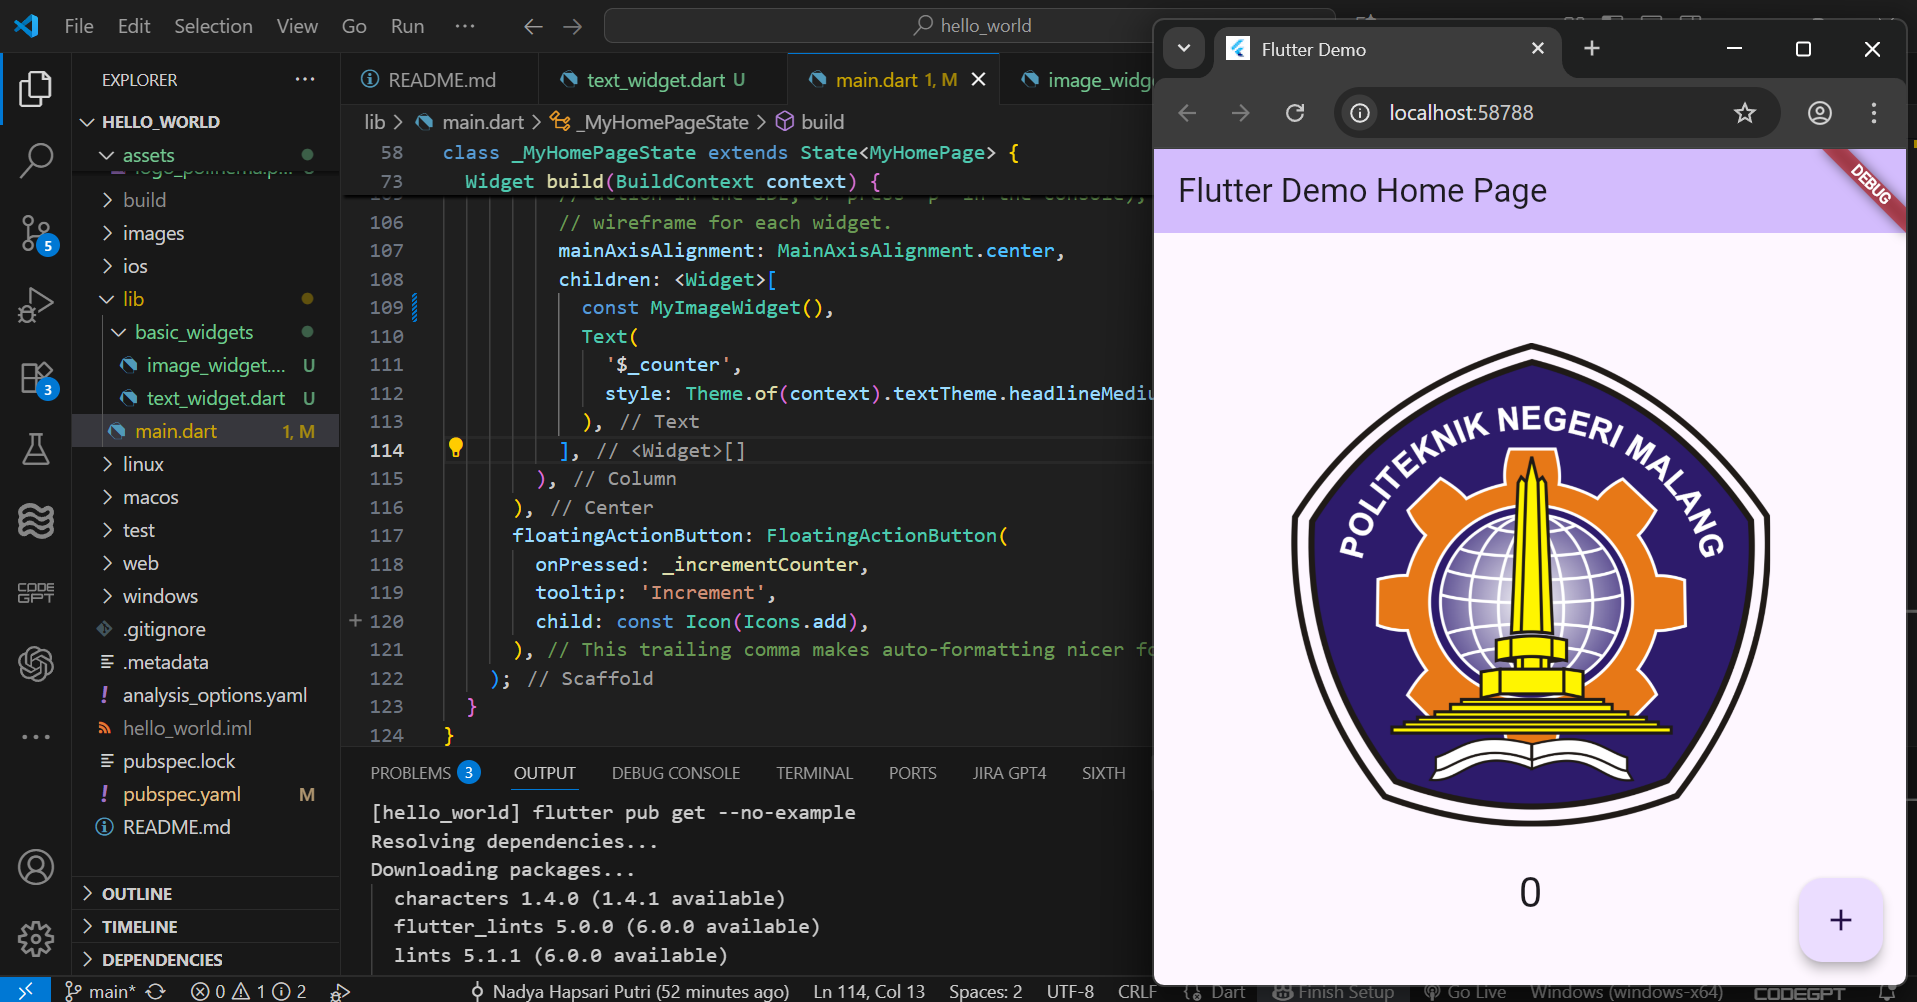 File Edit Selection View Go Run ··· hello_world
EXPLORER
HELLO_WORLD
assets
logo_polinema.p...
build
images
ios
lib
basic_widgets
image_widget.... U
text_widget.dart U
main.dart 1, M
linux
macos
test
web
windows
.gitignore
.metadata
analysis_options.yaml
hello_world.iml
pubspec.lock
pubspec.yaml M
README.md
OUTLINE
TIMELINE
DEPENDENCIES
5
3
CODE
GPT
README.md text_widget.dart U main.dart 1, M image_widg
lib > main.dart > _MyHomePageState > build
58 class _MyHomePageState extends State<MyHomePage> {
73 Widget build(BuildContext context) {
106 // wireframe for each widget.
107 mainAxisAlignment: MainAxisAlignment.center,
108 children: <Widget>[
109 const MyImageWidget(),
110 Text(
111 '$_counter',
112 style: Theme.of(context).textTheme.headlineMediu
113 ), // Text
114 ], // <Widget>[]
115 ), // Column
116 ), // Center
117 floatingActionButton: FloatingActionButton(
118 onPressed: _incrementCounter,
119 tooltip: 'Increment',
120 child: const Icon(Icons.add),
121 ), // This trailing comma makes auto-formatting nicer fo
122 ); // Scaffold
123 }
124 }
PROBLEMS 3 OUTPUT DEBUG CONSOLE TERMINAL PORTS JIRA GPT4 SIXTH
[hello_world] flutter pub get --no-example
Resolving dependencies...
Downloading packages...
characters 1.4.0 (1.4.1 available)
flutter_lints 5.0.0 (6.0.0 available)
lints 5.1.1 (6.0.0 available)
main* 0 1 2 Nadya Hapsari Putri (52 minutes ago) Ln 114, Col 13 Spaces: 2 UTF-8 CRLF Dart Finish Setup Go Live Windows (windows-x64) CODEGPT
Flutter Demo
localhost:58788
Flutter Demo Home Page
DEBUG
POLITEKNIK NEGERI MALANG
0